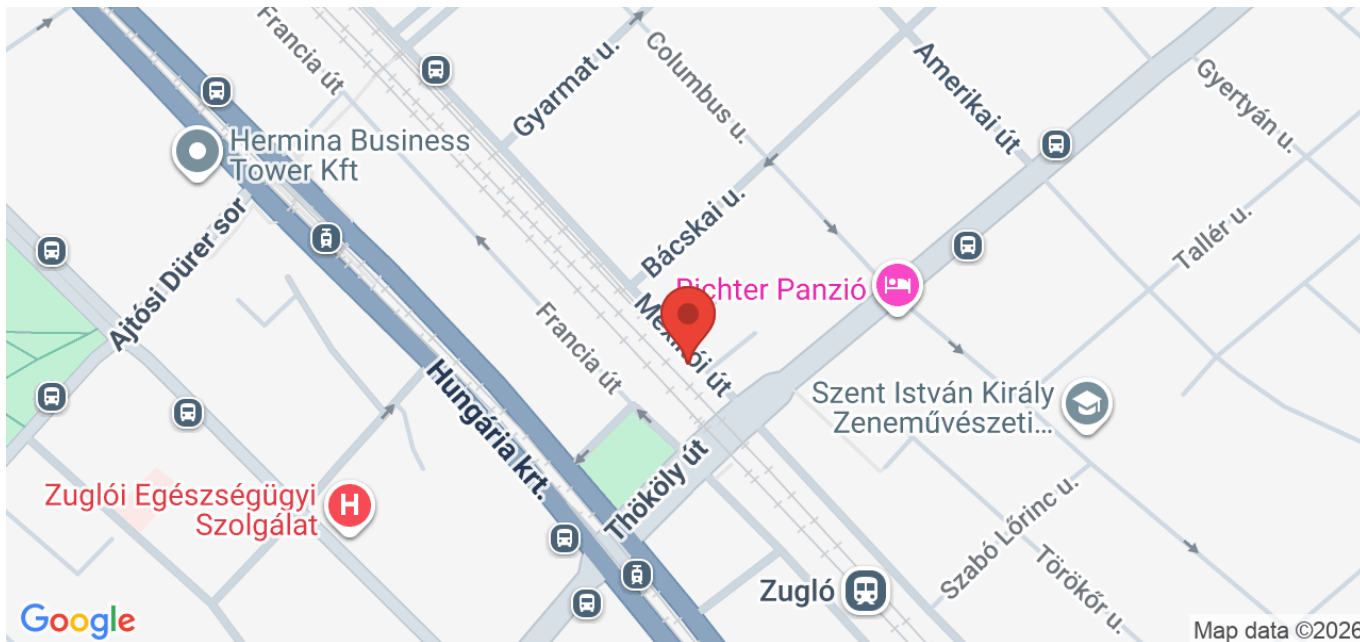 Francia út
Gyarmat u.
Columbus u.
Amerikai út
Gyertyán u.
Hermina Business
Tower Kft
Ajtósi Dürer sor
Bácskai u.
Tallér u.
Richter Panzió
Francia út
út
Hungária krt.
Szent István Király
Zeneművészeti...
Thököly út
Zuglói Egészségügyi
Szolgálat
H
Szabó Lőrinc u.
Törökőr u.
Zugló
Google
Map data ©2026